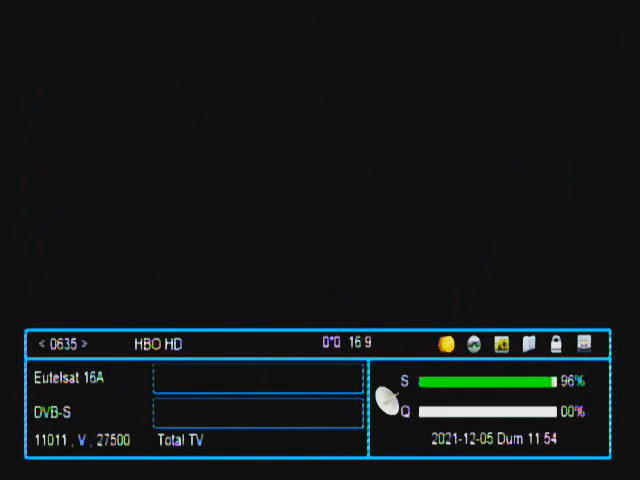 < 0635 > HBO HD 0*0 16 9
Eutelsat 16A
S 96%
DVB-S
Q 00%
11011 , V , 27500 Total TV
2021-12-05 Dum 11:54